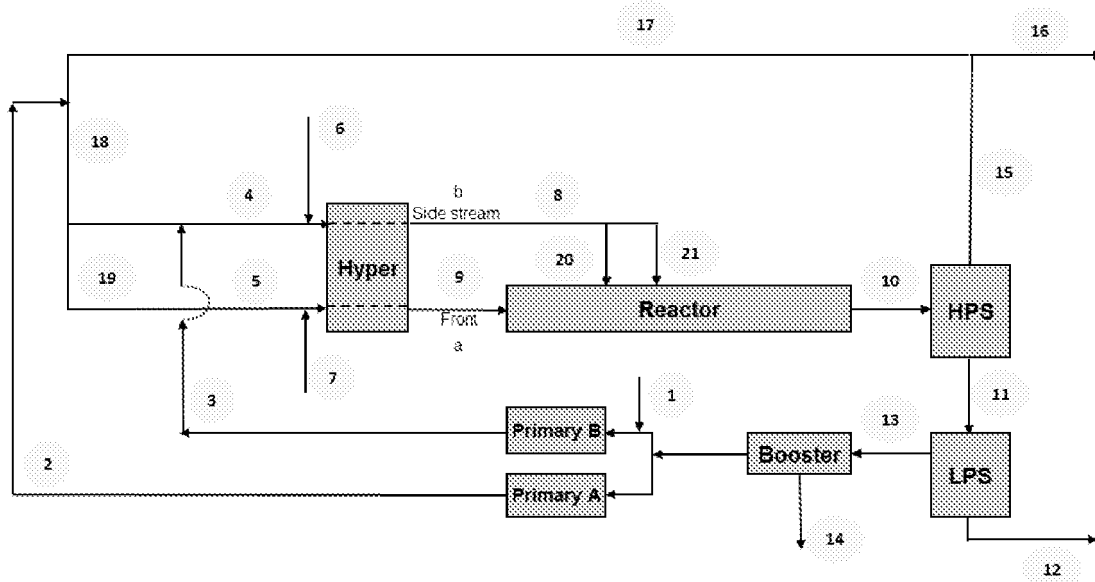 17
16
6
18
15
4
b
8
Side stream
19
5
Hyper
9
20
21
10
Reactor
HPS
Front
a
7
3
1
11
13
2
Primary B
Booster
LPS
Primary A
14
12